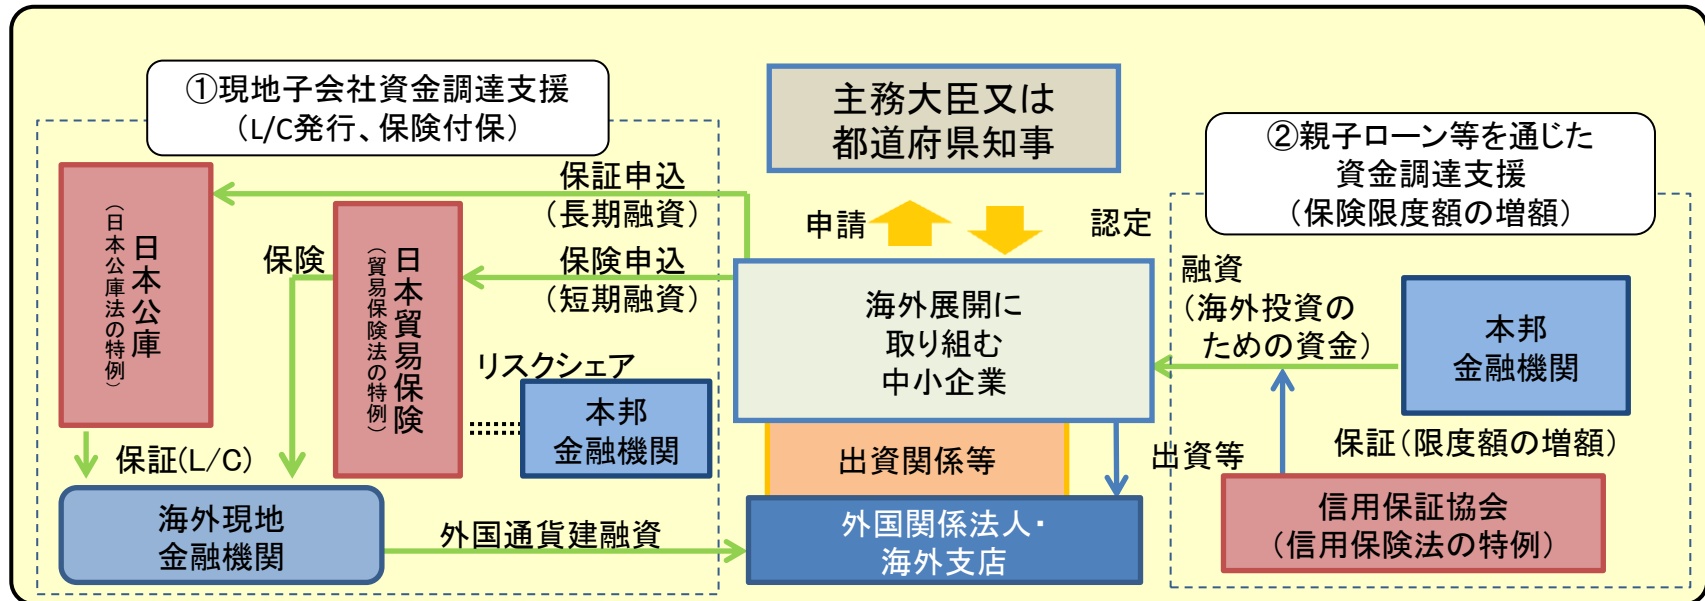 ①現地子会社資金調達支援
（L/C発行、保険付保）
主務大臣又は
都道府県知事
②親子ローン等を通じた
資金調達支援
（保険限度額の増額）
日本公庫
（日本公庫法の特例）
保証申込
（長期融資）
申請
認定
保険
日本貿易保険
（貿易保険法の特例）
保険申込
（短期融資）
海外展開に
取り組む
中小企業
融資
（海外投資の
ための資金）
本邦
金融機関
リスクシェア
本邦
金融機関
保証(L/C)
出資関係等
出資等
保証（限度額の増額）
海外現地
金融機関
外国通貨建融資
外国関係法人・
海外支店
信用保証協会
（信用保険法の特例）